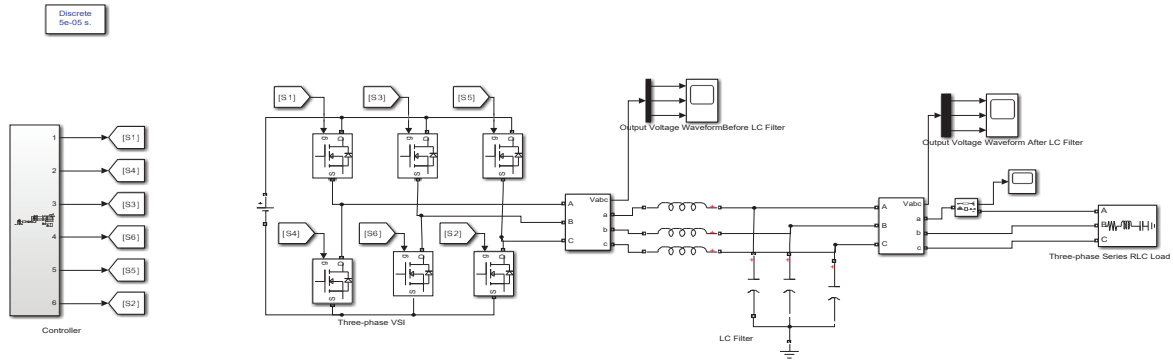 Discrete
5e-05 s.
[S1]
[S3]
[S5]
g
D
S
g
D
S
g
D
S
Output Voltage WaveformBefore LC Filter
Output Voltage Waveform After LC Filter
1
[S1]
2
[S4]
3
[S3]
4
[S6]
5
[S5]
6
[S2]
Controller
+
[S4]
[S6]
[S2]
g
D
S
g
D
S
g
D
S
Three-phase VSI
A
B
C
Vabc
a
b
c
+
+
+
+
+
+
LC Filter
A
B
C
Vabc
a
b
c
A
B
C
Three-phase Series RLC Load